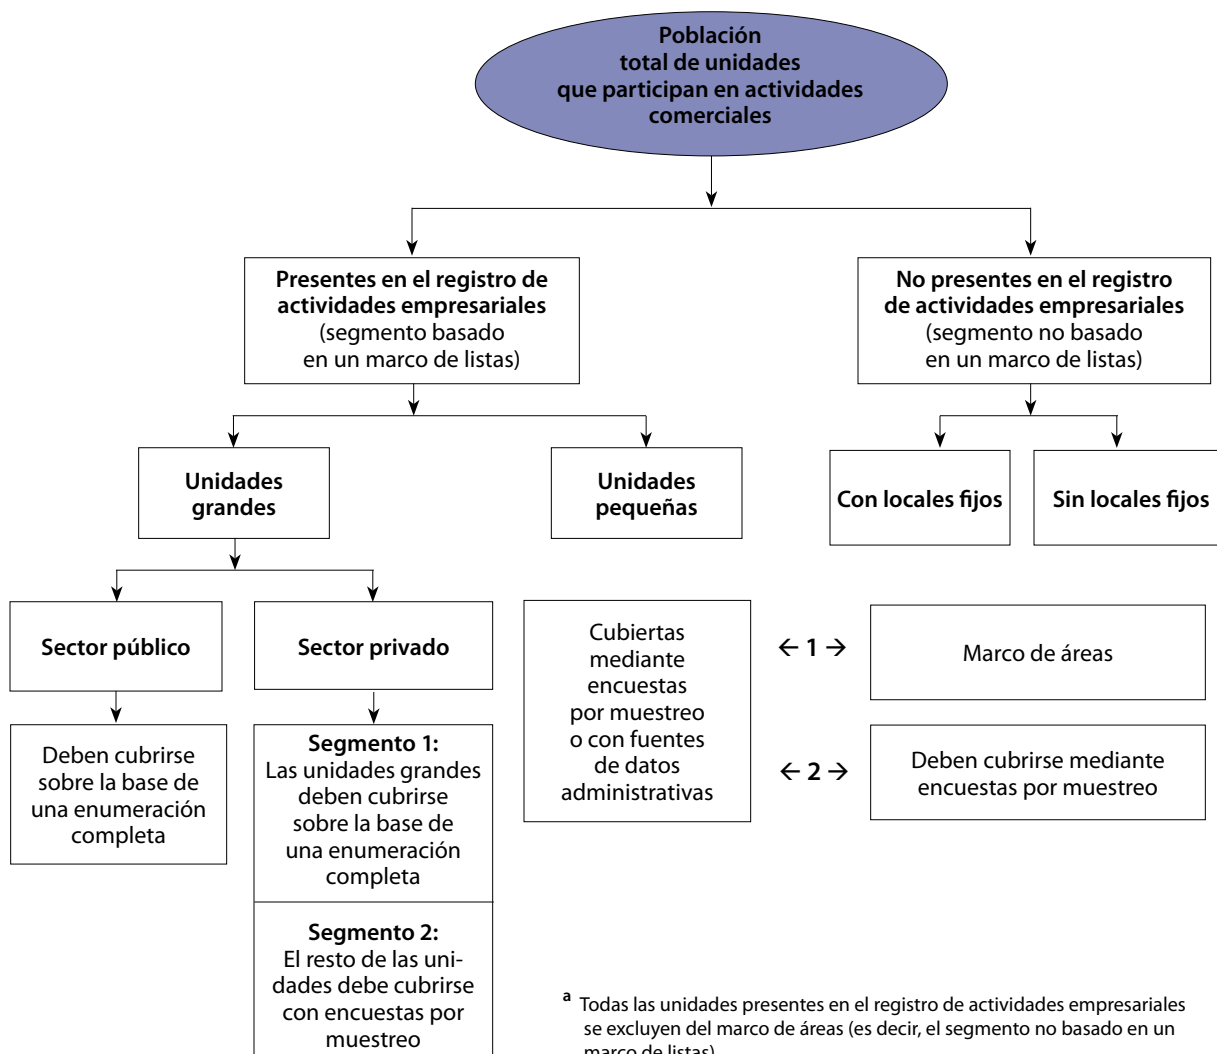 Población
total de unidades
que participan en actividades
comerciales
Presentes en el registro de
actividades empresariales
(segmento basado
en un marco de listas)
No presentes en el registro
de actividades empresariales
(segmento no basado
en un marco de listas)
Unidades
grandes
Unidades
pequeñas
Con locales fijos
Sin locales fijos
Sector público
Sector privado
Cubiertas
mediante
encuestas
por muestreo
o con fuentes
de datos
administrativas
← 1 →
Marco de áreas
← 2 →
Deben cubrirse mediante
encuestas por muestreo
Deben cubrirse
sobre la base de
una enumeración
completa
Segmento 1:
Las unidades grandes
deben cubrirse
sobre la base de
una enumeración
completa
Segmento 2:
El resto de las uni-
dades debe cubrirse
con encuestas por
muestreo
a Todas las unidades presentes en el registro de actividades empresariales
se excluyen del marco de áreas (es decir, el segmento no basado en un
marco de listas)